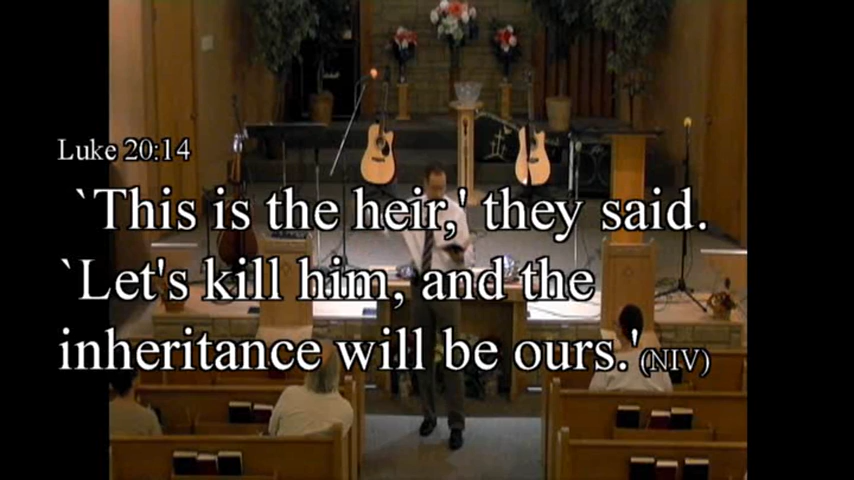 Luke 20:14
`This is the heir,' they said.
`Let's kill him, and the
inheritance will be ours.'(NIV)